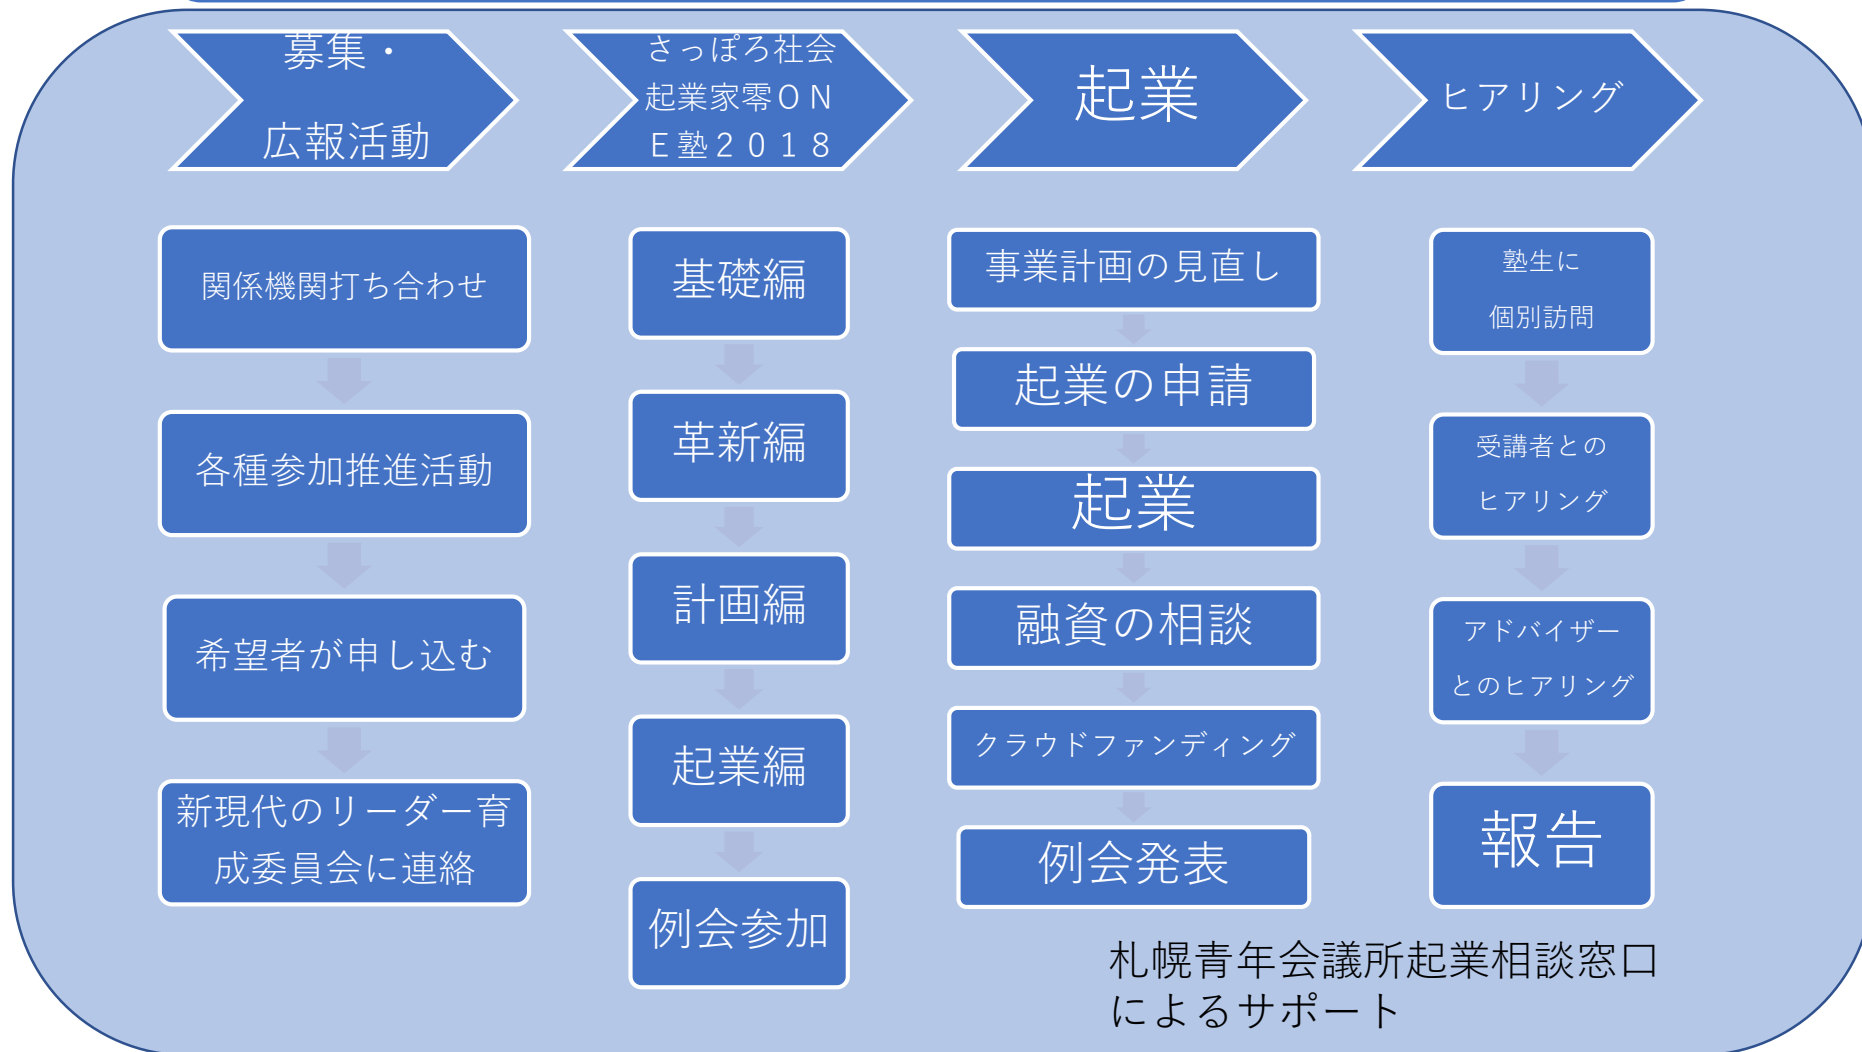 募集・
広報活動
さっぽろ社会
起業家零ＯＮ
Ｅ塾２０１８
起業
ヒアリング
関係機関打ち合わせ
各種参加推進活動
希望者が申し込む
新現代のリーダー育
成委員会に連絡
基礎編
革新編
計画編
起業編
例会参加
事業計画の見直し
起業の申請
起業
融資の相談
クラウドファンディング
例会発表
塾生に
個別訪問
受講者との
ヒアリング
アドバイザー
とのヒアリング
報告
札幌青年会議所起業相談窓口
によるサポート